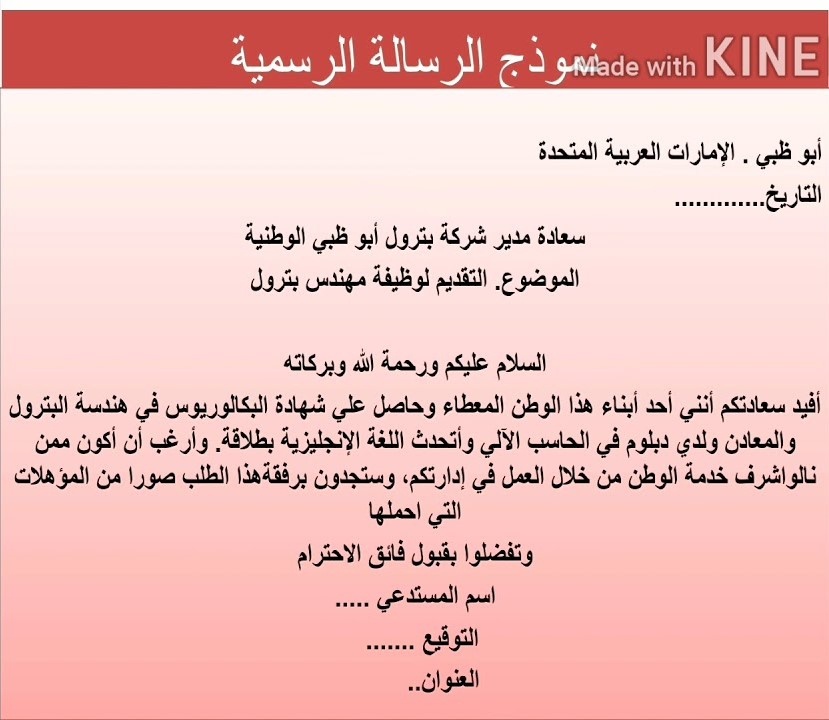 نموذج الرسالة الرسمية
Made with KINE
أبو ظبي . الإمارات العربية المتحدة
التاريخ.............
سعادة مدير شركة بترول أبو ظبي الوطنية
الموضوع. التقديم لوظيفة مهندس بترول
السلام عليكم ورحمة الله وبركاته
أفيد سعادتكم أنني أحد أبناء هذا الوطن المعطاء وحاصل علي شهادة البكالوريوس في هندسة البترول
والمعادن ولدي دبلوم في الحاسب الآلي وأتحدث اللغة الإنجليزية بطلاقة. وأرغب أن أكون ممن
نالواشرف خدمة الوطن من خلال العمل في إدارتكم، وستجدون برفقةهذا الطلب صورا من المؤهلات
التي احملها
وتفضلوا بقبول فائق الاحترام
اسم المستدعي .....
التوقيع .......
العنوان..